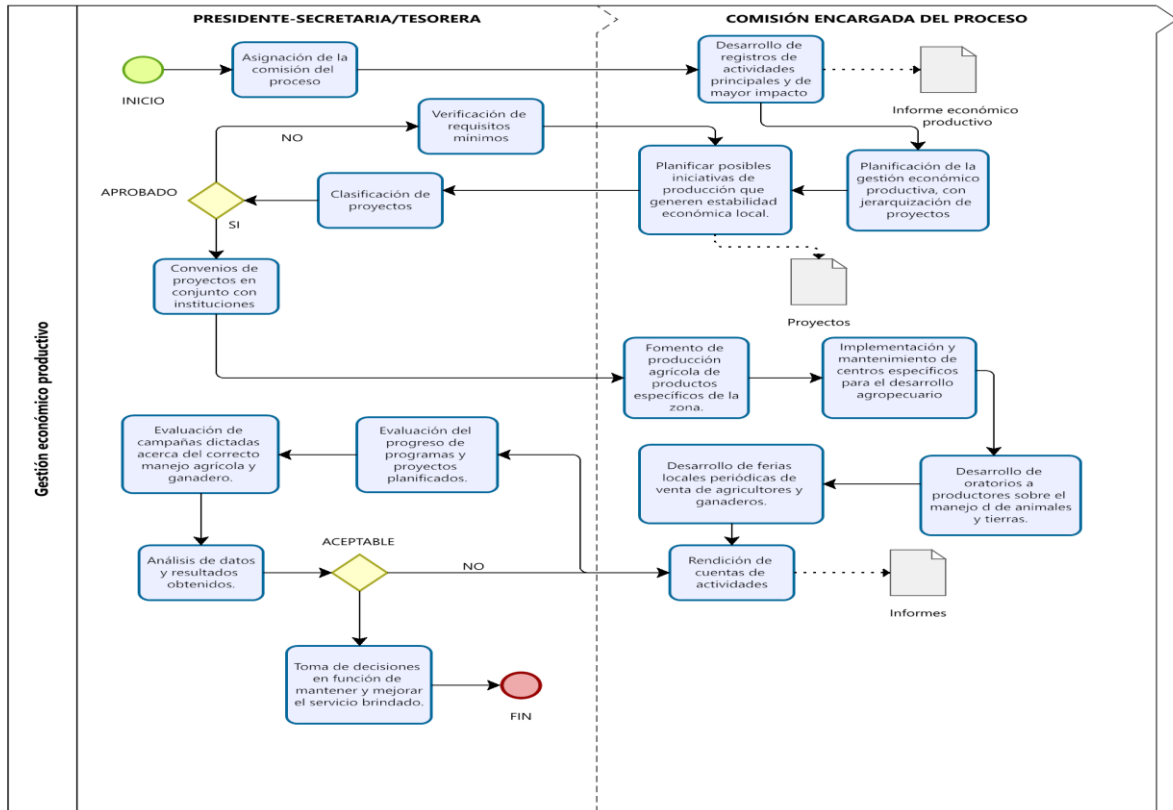 PRESIDENTE-SECRETARIA/TESORERA
COMISIÓN ENCARGADA DEL PROCESO
Gestión económico productivo
INICIO
Asignación de la
comisión del
proceso
Desarrollo de
registros de
actividades
principales y de
mayor impacto
Informe económico
productivo
Verificación de
requisitos
mínimos
NO
APROBADO
SI
Clasificación de
proyectos
Planificar posibles
iniciativas de
producción que
generen estabilidad
económica local.
Planificación de la
gestión económico
productiva, con
jerarquización de
proyectos
Convenios de
proyectos en
conjunto con
instituciones
Proyectos
Fomento de
producción
agrícola de
productos
específicos de la
zona.
Implementación y
mantenimiento de
centros específicos
para el desarrollo
agropecuario
Evaluación de
campañas dictadas
acerca del correcto
manejo agrícola y
ganadero.
Evaluación del
progreso de
programas y
proyectos
planificados.
Desarrollo de ferias
locales periódicas de
venta de agricultores y
ganaderos.
Desarrollo de
oratorios a
productores sobre el
manejo d de animales
y tierras.
Análisis de datos
y resultados
obtenidos.
ACEPTABLE
NO
Rendición de
cuentas de
actividades
Informes
Toma de decisiones
en función de
mantener y mejorar
el servicio brindado.
FIN